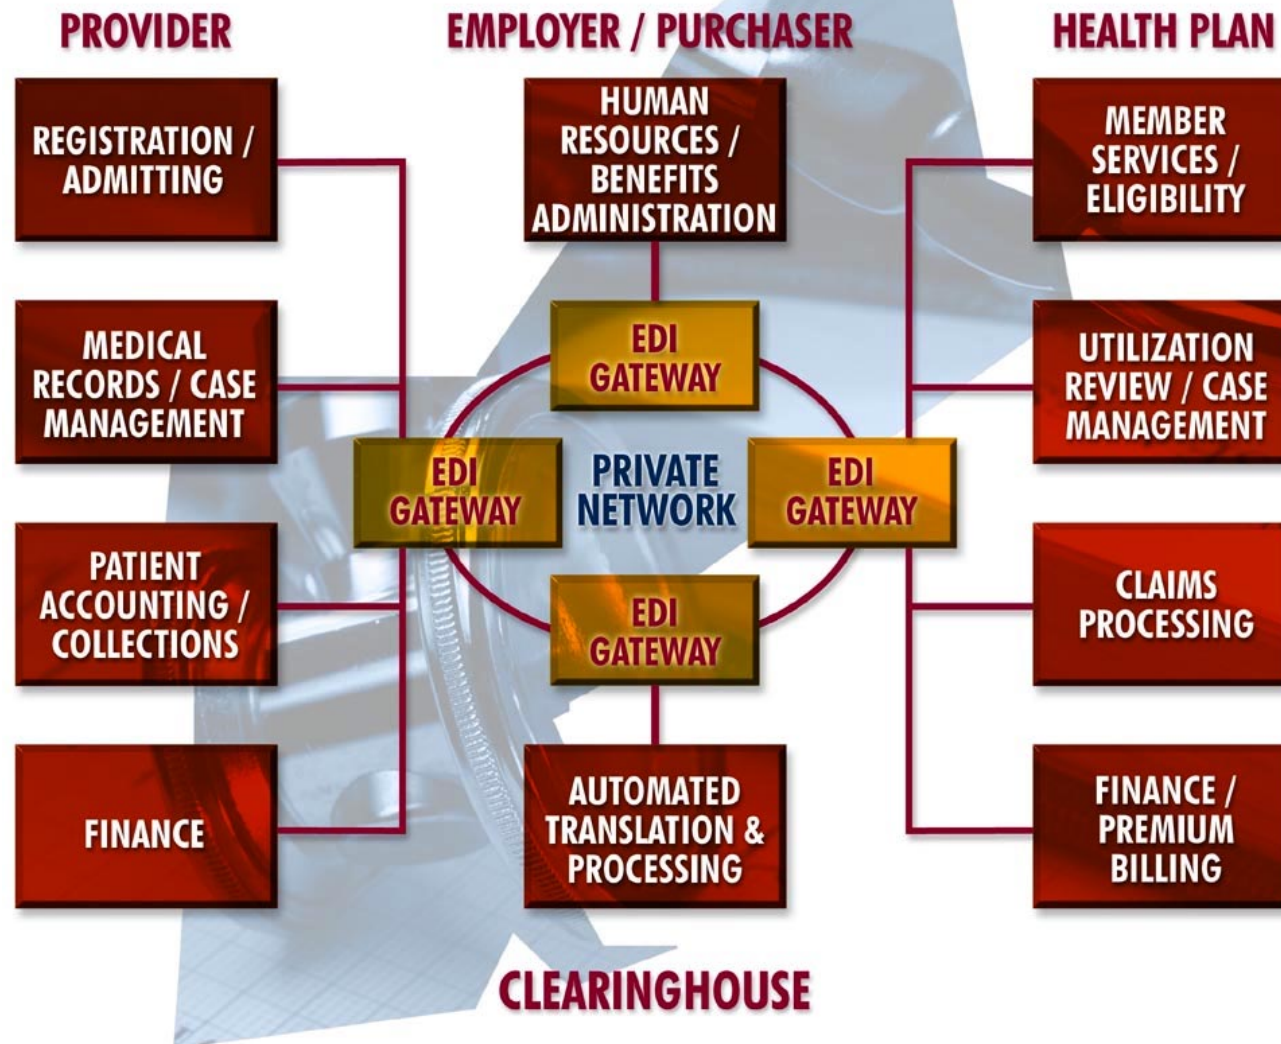 PROVIDER
EMPLOYER / PURCHASER
HEALTH PLAN
REGISTRATION /
ADMITTING
HUMAN
RESOURCES /
BENEFITS
ADMINISTRATION
MEMBER
SERVICES /
ELIGIBILITY
MEDICAL
RECORDS / CASE
MANAGEMENT
EDI
GATEWAY
UTILIZATION
REVIEW / CASE
MANAGEMENT
EDI
GATEWAY
PRIVATE
NETWORK
EDI
GATEWAY
PATIENT
ACCOUNTING /
COLLECTIONS
EDI
GATEWAY
CLAIMS
PROCESSING
FINANCE
AUTOMATED
TRANSLATION &
PROCESSING
FINANCE /
PREMIUM
BILLING
CLEARINGHOUSE